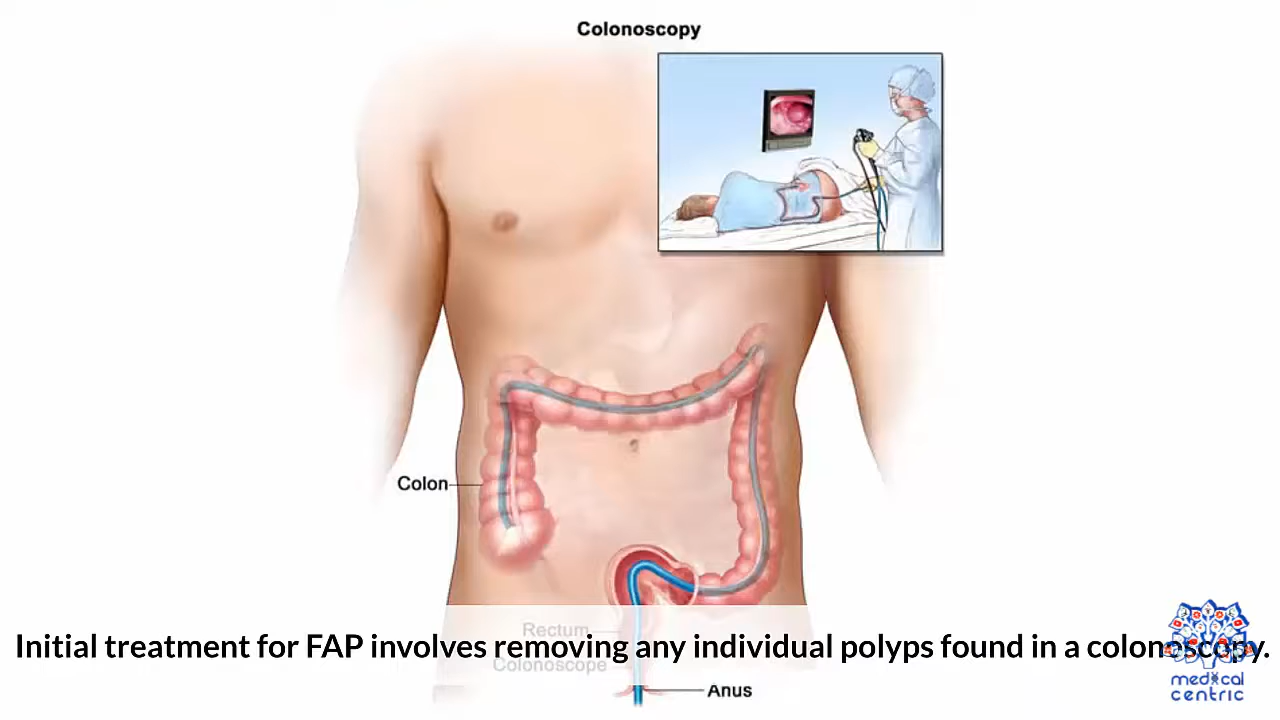 Colonoscopy
Colon
Rectum
Initial treatment for FAP involves removing any individual polyps found in a colonoscopy.
Colonoscope
Anus
medical
centric